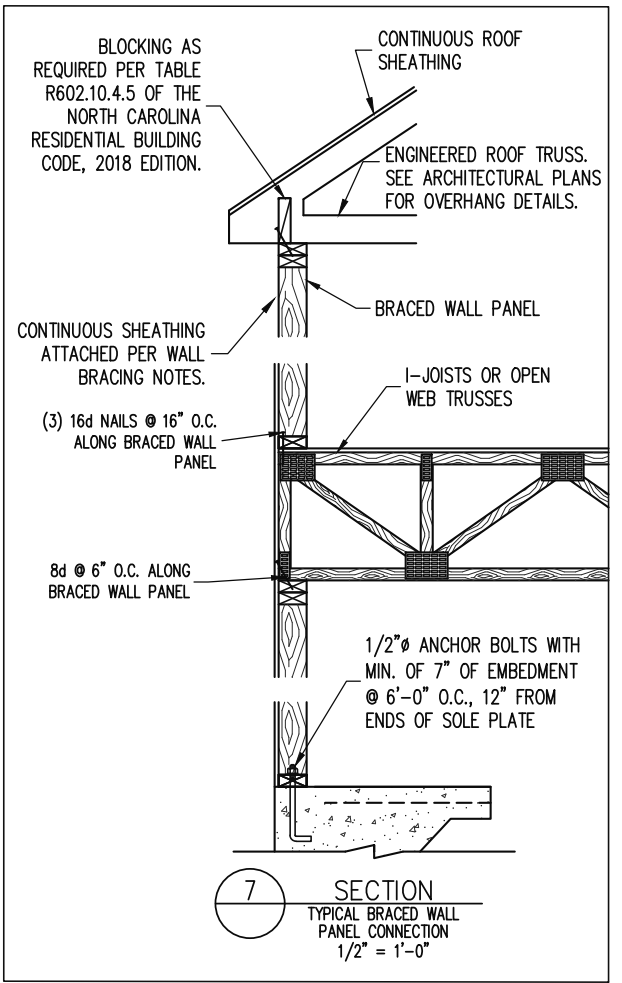 BLOCKING AS
REQUIRED PER TABLE
R602.10.4.5 OF THE
NORTH CAROLINA
RESIDENTIAL BUILDING
CODE, 2018 EDITION.
CONTINUOUS ROOF
SHEATHING
ENGINEERED ROOF TRUSS.
SEE ARCHITECTURAL PLANS
FOR OVERHANG DETAILS.
BRACED WALL PANEL
CONTINUOUS SHEATHING
ATTACHED PER WALL
BRACING NOTES.
I-JOISTS OR OPEN
WEB TRUSSES
(3) 16d NAILS @ 16" O.C.
ALONG BRACED WALL
PANEL
8d @ 6" O.C. ALONG
BRACED WALL PANEL
1/2"Ø ANCHOR BOLTS WITH
MIN. OF 7" OF EMBEDMENT
@ 6'-0" O.C., 12" FROM
ENDS OF SOLE PLATE
7
SECTION
TYPICAL BRACED WALL
PANEL CONNECTION
1/2" = 1'-0"